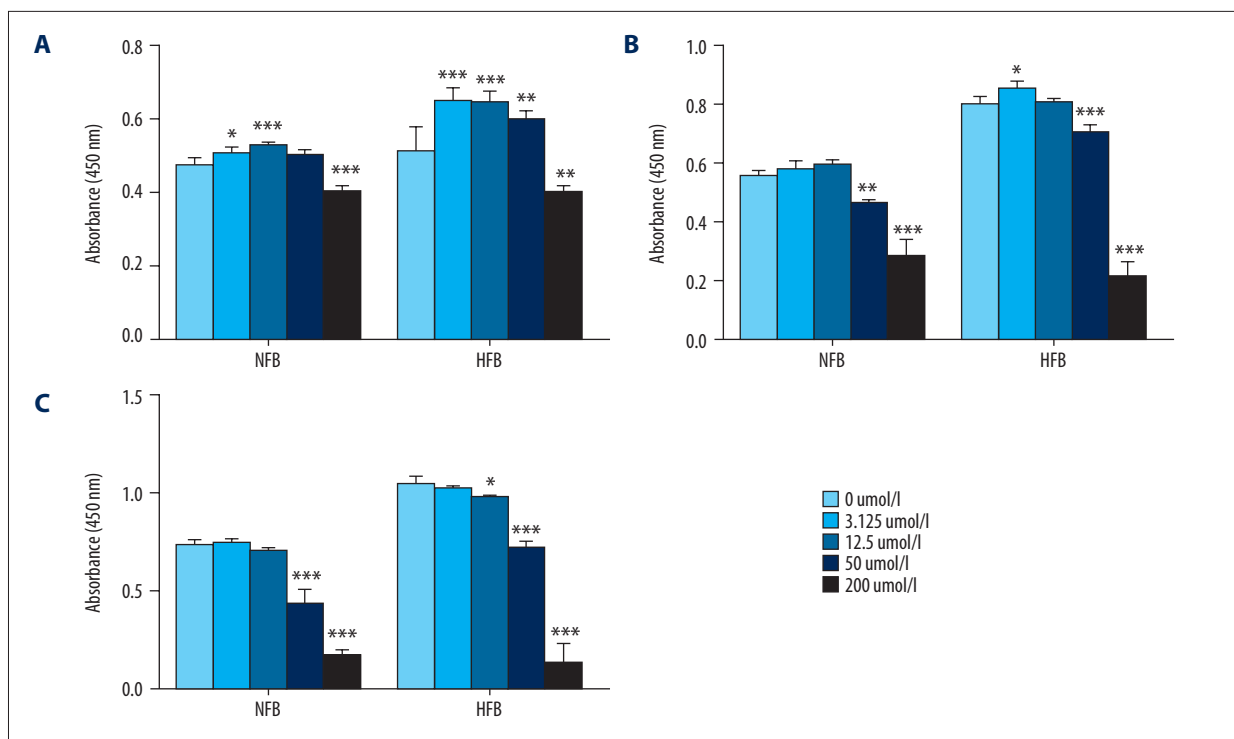 A
Absorbance (450 nm)
0.8
0.6
0.4
0.2
0.0
*
***
***
***
***
**
**
NFB
HFB
B
Absorbance (450 nm)
1.0
0.8
0.6
0.4
0.2
0.0
**
***
*
***
***
NFB
HFB
C
Absorbance (450 nm)
1.5
1.0
0.5
0.0
***
***
*
***
***
NFB
HFB
0 umol/l
3.125 umol/l
12.5 umol/l
50 umol/l
200 umol/l